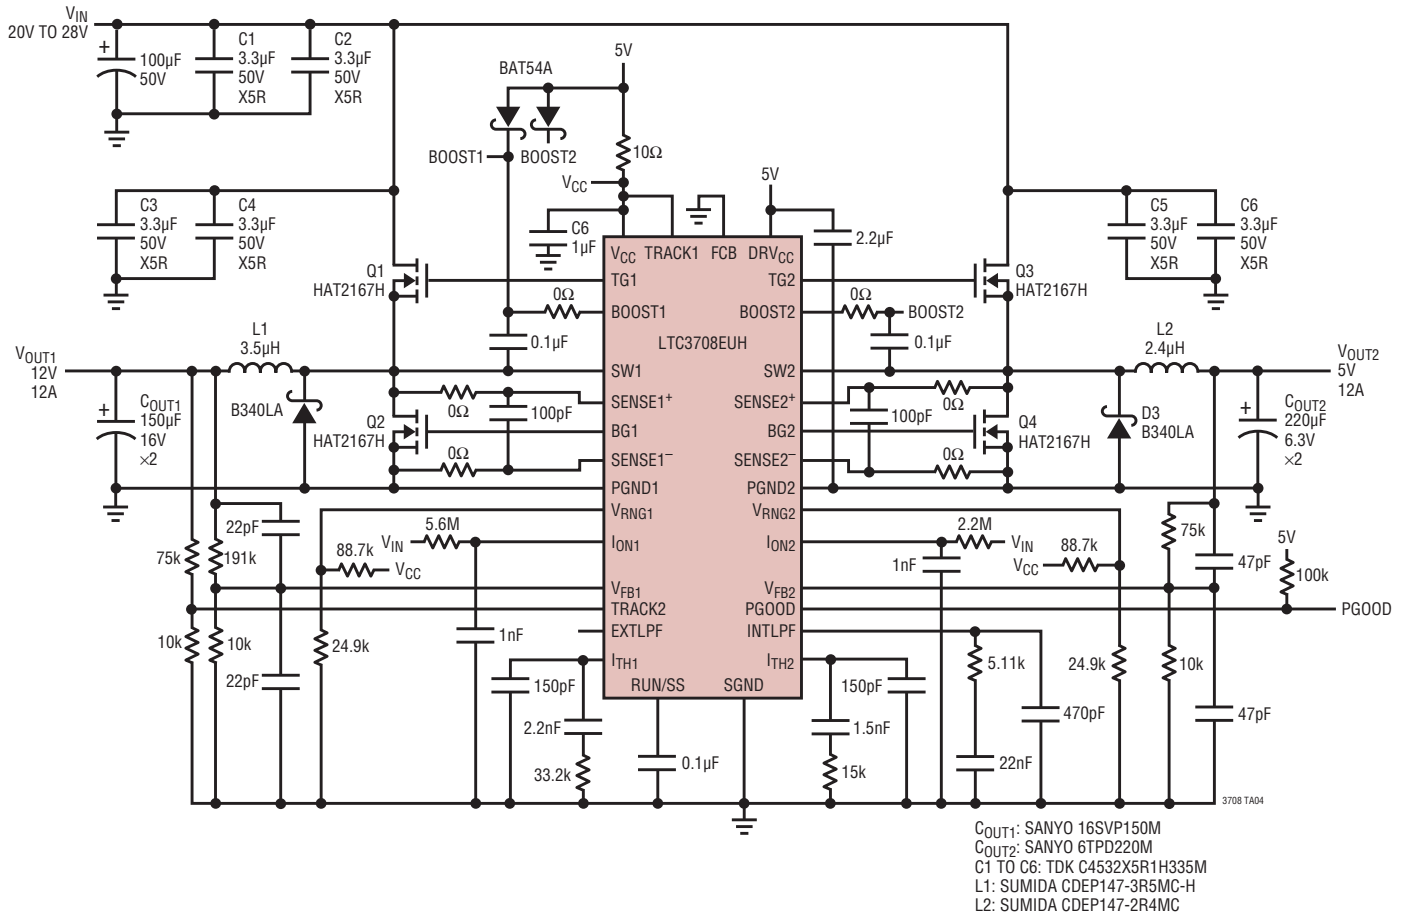 VIN
20V TO 28V
100µF
50V
C1
3.3µF
50V
X5R
C2
3.3µF
50V
X5R
5V
BAT54A
BOOST1
BOOST2
10Ω
VCC
5V
C3
3.3µF
50V
X5R
C4
3.3µF
50V
X5R
C6
1µF
2.2µF
C5
3.3µF
50V
X5R
C6
3.3µF
50V
X5R
VCC
TRACK1
FCB
DRVCC
Q1
HAT2167H
TG1
TG2
Q3
HAT2167H
0Ω
BOOST1
BOOST2
0Ω
BOOST2
0.1µF
LTC3708EUH
0.1µF
L1
3.5µH
L2
2.4µH
VOUT1
12V
12A
SW1
SW2
VOUT2
5V
12A
+
COUT1
150µF
16V
×2
B340LA
0Ω
100pF
SENSE1+
SENSE2+
100pF
0Ω
Q2
HAT2167H
BG1
BG2
Q4
HAT2167H
D3
B340LA
+
COUT2
220µF
6.3V
×2
0Ω
SENSE1–
SENSE2–
0Ω
PGND1
PGND2
VRNG1
VRNG2
22pF
75k
191k
VIN
5.6M
88.7k
VCC
ION1
ION2
2.2M
VIN
1nF
VCC
88.7k
75k
47pF
5V
100k
VFB1
VFB2
TRACK2
PGOOD
PGOOD
10k
10k
22pF
24.9k
1nF
EXTLPF
INTLPF
5.11k
24.9k
10k
47pF
ITH1
ITH2
150pF
150pF
RUN/SS
SGND
2.2nF
33.2k
0.1µF
1.5nF
15k
22nF
470pF
3708 TA04
COUT1: SANYO 16SVP150M
COUT2: SANYO 6TPD220M
C1 TO C6: TDK C4532X5R1H335M
L1: SUMIDA CDEP147-3R5MC-H
L2: SUMIDA CDEP147-2R4MC